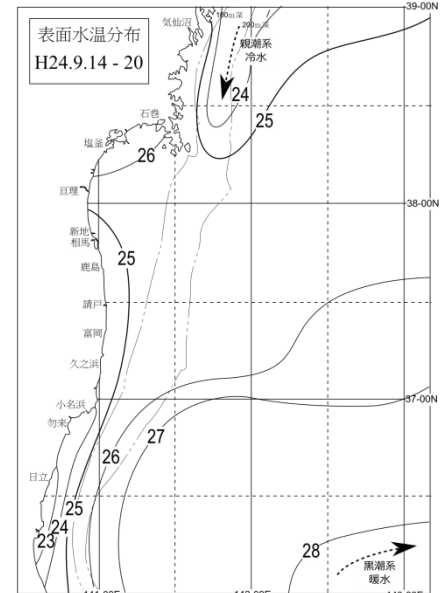 表面水温分布
H24.9.14 - 20
気仙沼
100m深
200m深
39-00N
親潮系
冷水
24
25
石巻
塩釜
26
亘理
38-00N
新地
相馬
25
鹿島
請戸
富岡
久之浜
37-00N
小名浜
勿来
27
26
日立
25
24
23
28
黒潮系
暖水